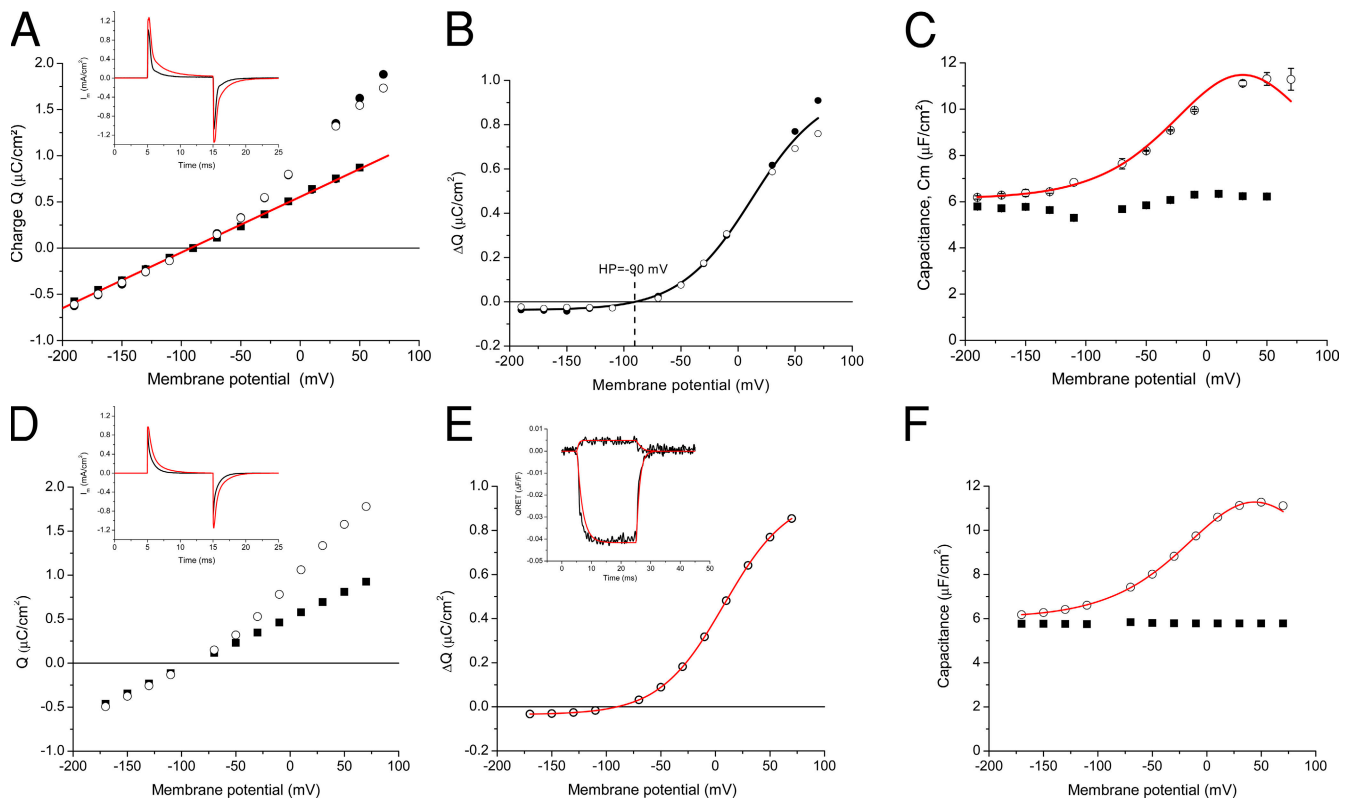 A
1.2
0.8
0.4
0.0
-0.4
-0.8
-1.2
Im (mA/cm²)
0 5 10 15 20 25
Time (ms)
2.0
1.5
1.0
0.5
0.0
-0.5
-1.0
Charge Q (μC/cm²)
-200 -150 -100 -50 0 50 100
Membrane potential (mV)
B
1.0
0.8
0.6
0.4
0.2
0.0
-0.2
ΔQ (μC/cm²)
HP=-90 mV
-200 -150 -100 -50 0 50 100
Membrane potential (mV)
C
12
10
8
6
4
2
0
Capacitance, Cm (μF/cm²)
-200 -150 -100 -50 0 50 100
Membrane potential (mV)
D
1.2
0.8
0.4
0.0
-0.4
-0.8
-1.2
Im (mA/cm²)
0 5 10 15 20 25
Time (ms)
2.0
1.5
1.0
0.5
0.0
-0.5
-1.0
Q (μC/cm²)
-200 -150 -100 -50 0 50 100
Membrane potential (mV)
E
0.01
0.00
-0.01
-0.02
-0.03
-0.04
-0.05
QRET (ΔF/F)
0 10 20 30 40 50
Time (ms)
1.0
0.8
0.6
0.4
0.2
0.0
-0.2
ΔQ (μC/cm²)
-200 -150 -100 -50 0 50 100
Membrane potential (mV)
F
12
10
8
6
4
2
0
Capacitance (μF/cm²)
-200 -150 -100 -50 0 50 100
Membrane potential (mV)